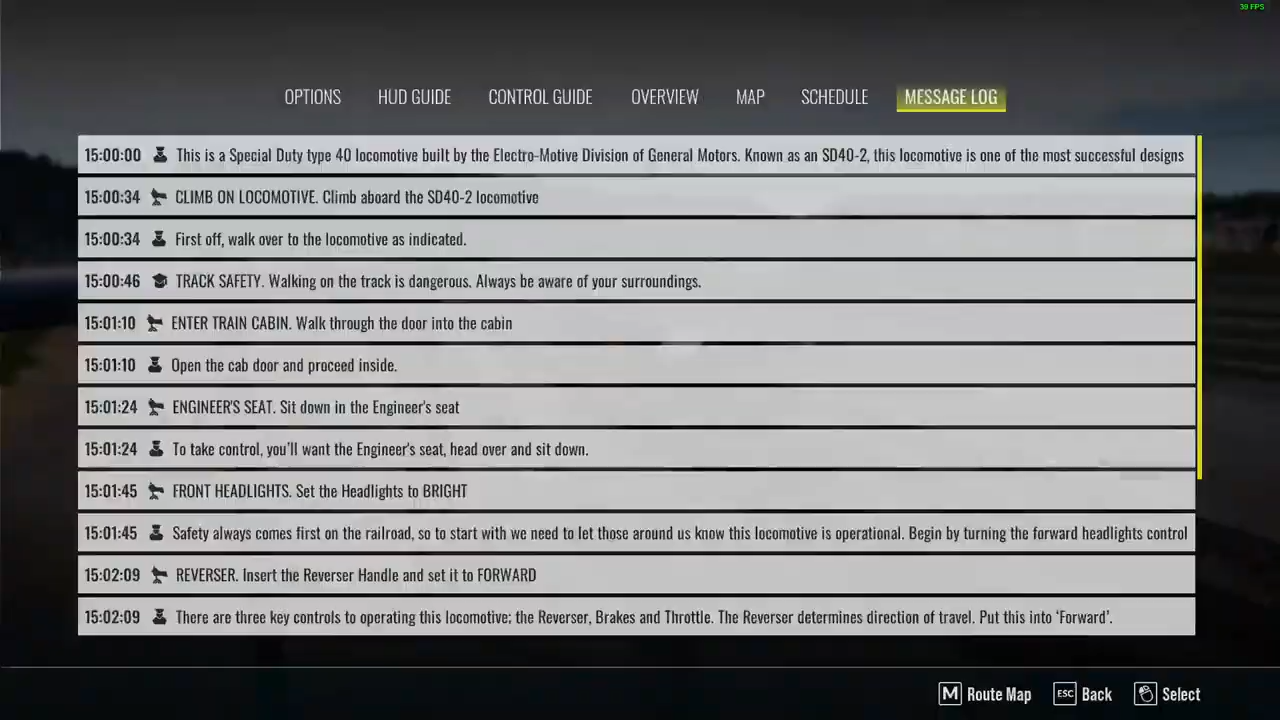 39 FPS
OPTIONS HUD GUIDE CONTROL GUIDE OVERVIEW MAP SCHEDULE MESSAGE LOG
15:00:00 This is a Special Duty type 40 locomotive built by the Electro-Motive Division of General Motors. Known as an SD40-2, this locomotive is one of the most successful designs
15:00:34 CLIMB ON LOCOMOTIVE. Climb aboard the SD40-2 locomotive
15:00:34 First off, walk over to the locomotive as indicated.
15:00:46 TRACK SAFETY. Walking on the track is dangerous. Always be aware of your surroundings.
15:01:10 ENTER TRAIN CABIN. Walk through the door into the cabin
15:01:10 Open the cab door and proceed inside.
15:01:24 ENGINEER'S SEAT. Sit down in the Engineer's seat
15:01:24 To take control, you'll want the Engineer's seat, head over and sit down.
15:01:45 FRONT HEADLIGHTS. Set the Headlights to BRIGHT
15:01:45 Safety always comes first on the railroad, so to start with we need to let those around us know this locomotive is operational. Begin by turning the forward headlights control
15:02:09 REVERSER. Insert the Reverser Handle and set it to FORWARD
15:02:09 There are three key controls to operating this locomotive; the Reverser, Brakes and Throttle. The Reverser determines direction of travel. Put this into ‘Forward’.
M Route Map ESC Back Select